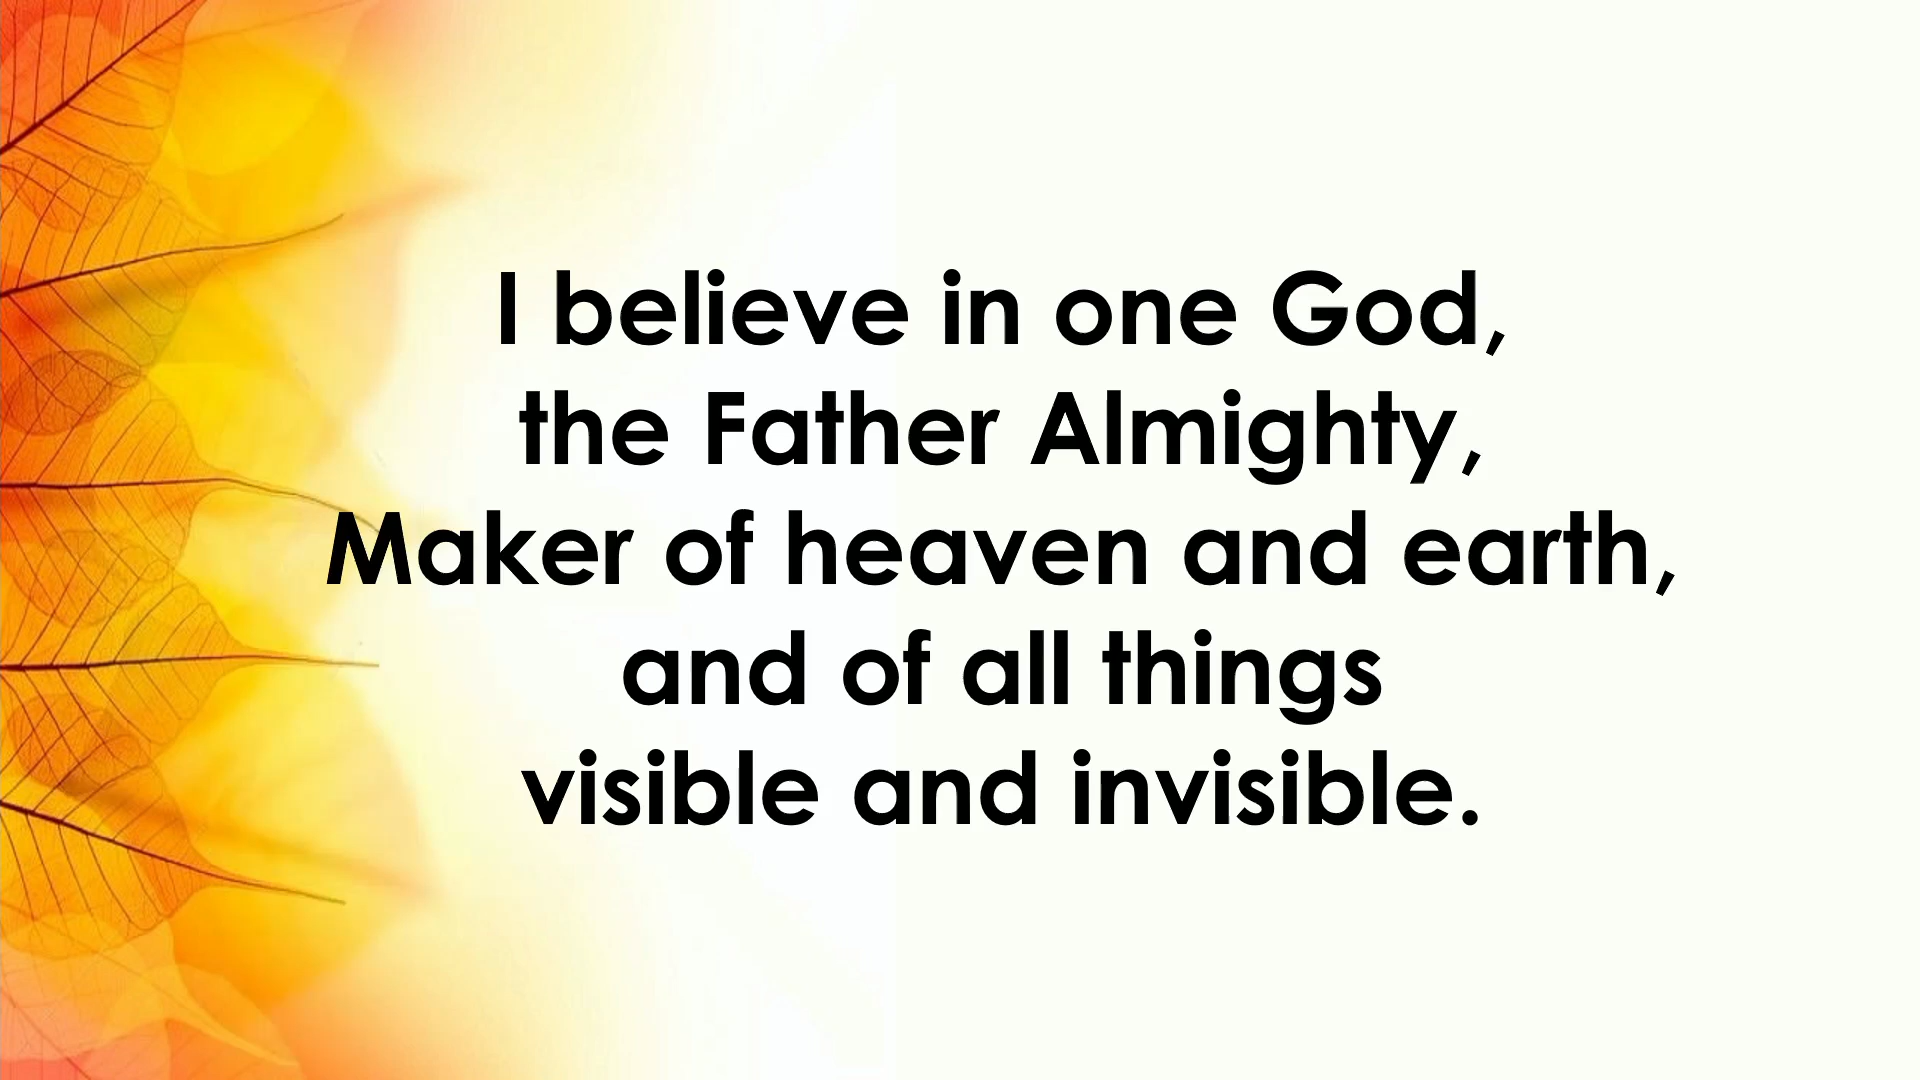 I believe in one God,
the Father Almighty,
Maker of heaven and earth,
and of all things
visible and invisible.